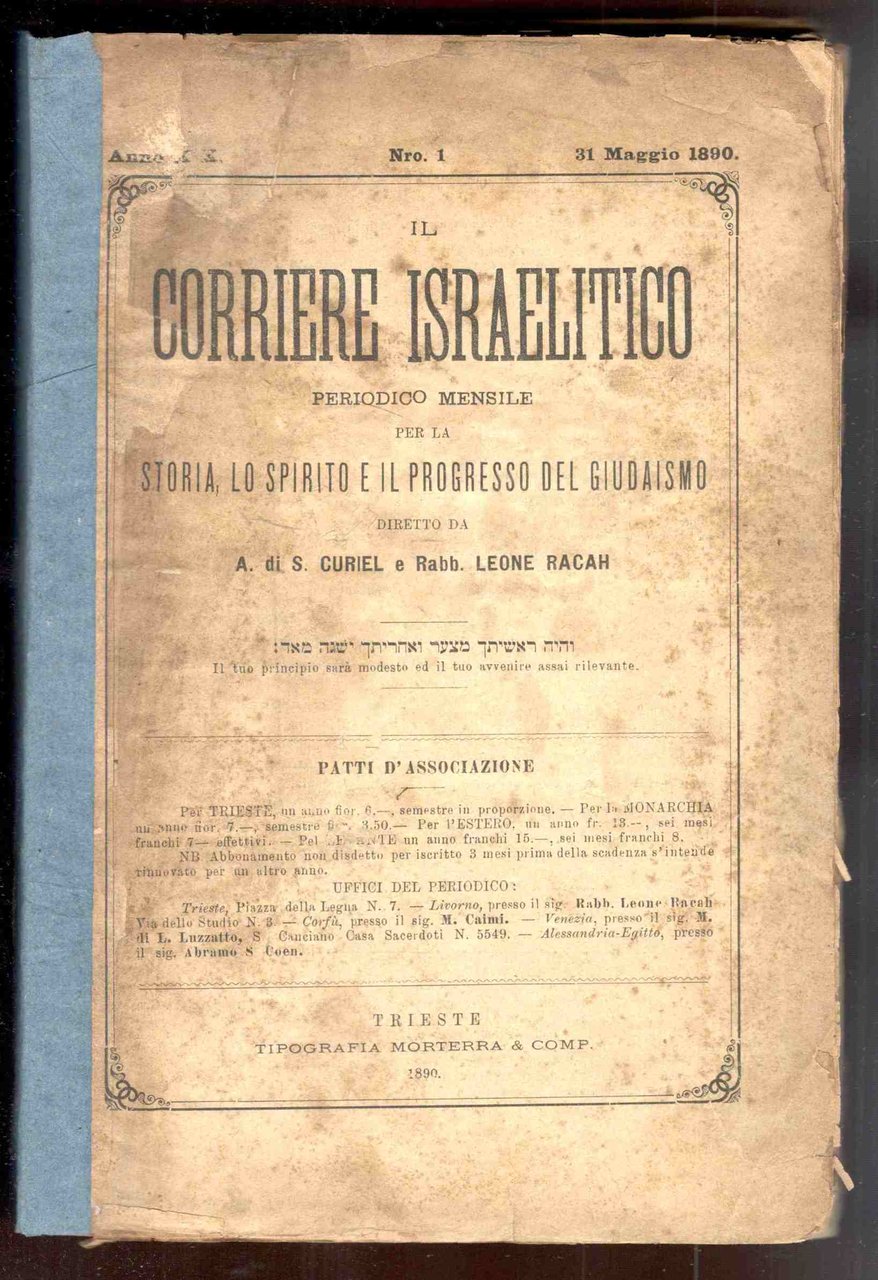 Nro. 1 31 Maggio 1890.
IL
CORRIERE ISRAELITICO
PERIODICO MENSILE
PER LA
STORIA, LO SPIRITO E IL PROGRESSO DEL GIUDAISMO
DIRETTO DA
A. di S. CURIEL e Rabb. LEONE RACAH
והיה ראשיתך מצער ואחריתך ישגה מאד:
Il tuo principio sarà modesto ed il tuo avvenire assai rilevante.
PATTI D'ASSOCIAZIONE
Per TRIESTE, un anno fior. 6.—, semestre in proporzione. — Per la MONARCHIA
un anno fior. 7.—, semestre 3.50.— Per l'ESTERO, un anno fr. 13.--, sei mesi
franchi 7— effettivi. — Pel un anno franchi 15.—, sei mesi franchi 8.
NB Abbonamento non disdetto per iscritto 3 mesi prima della scadenza s'intende
rinnovato per un altro anno.
UFFICI DEL PERIODICO:
Trieste, Piazza della Legna N. 7. — Livorno, presso il sig. Rabb. Leone Racah
Via dello Studio N. 3. — Corfù, presso il sig. M. Caimi. — Venezia, presso il sig. M.
di L. Luzzatto, S Canciano Casa Sacerdoti N. 5549. — Alessandria-Egitto, presso
il sig. Abramo S Coen.
TRIESTE
TIPOGRAFIA MORTERRA & COMP.
1890.